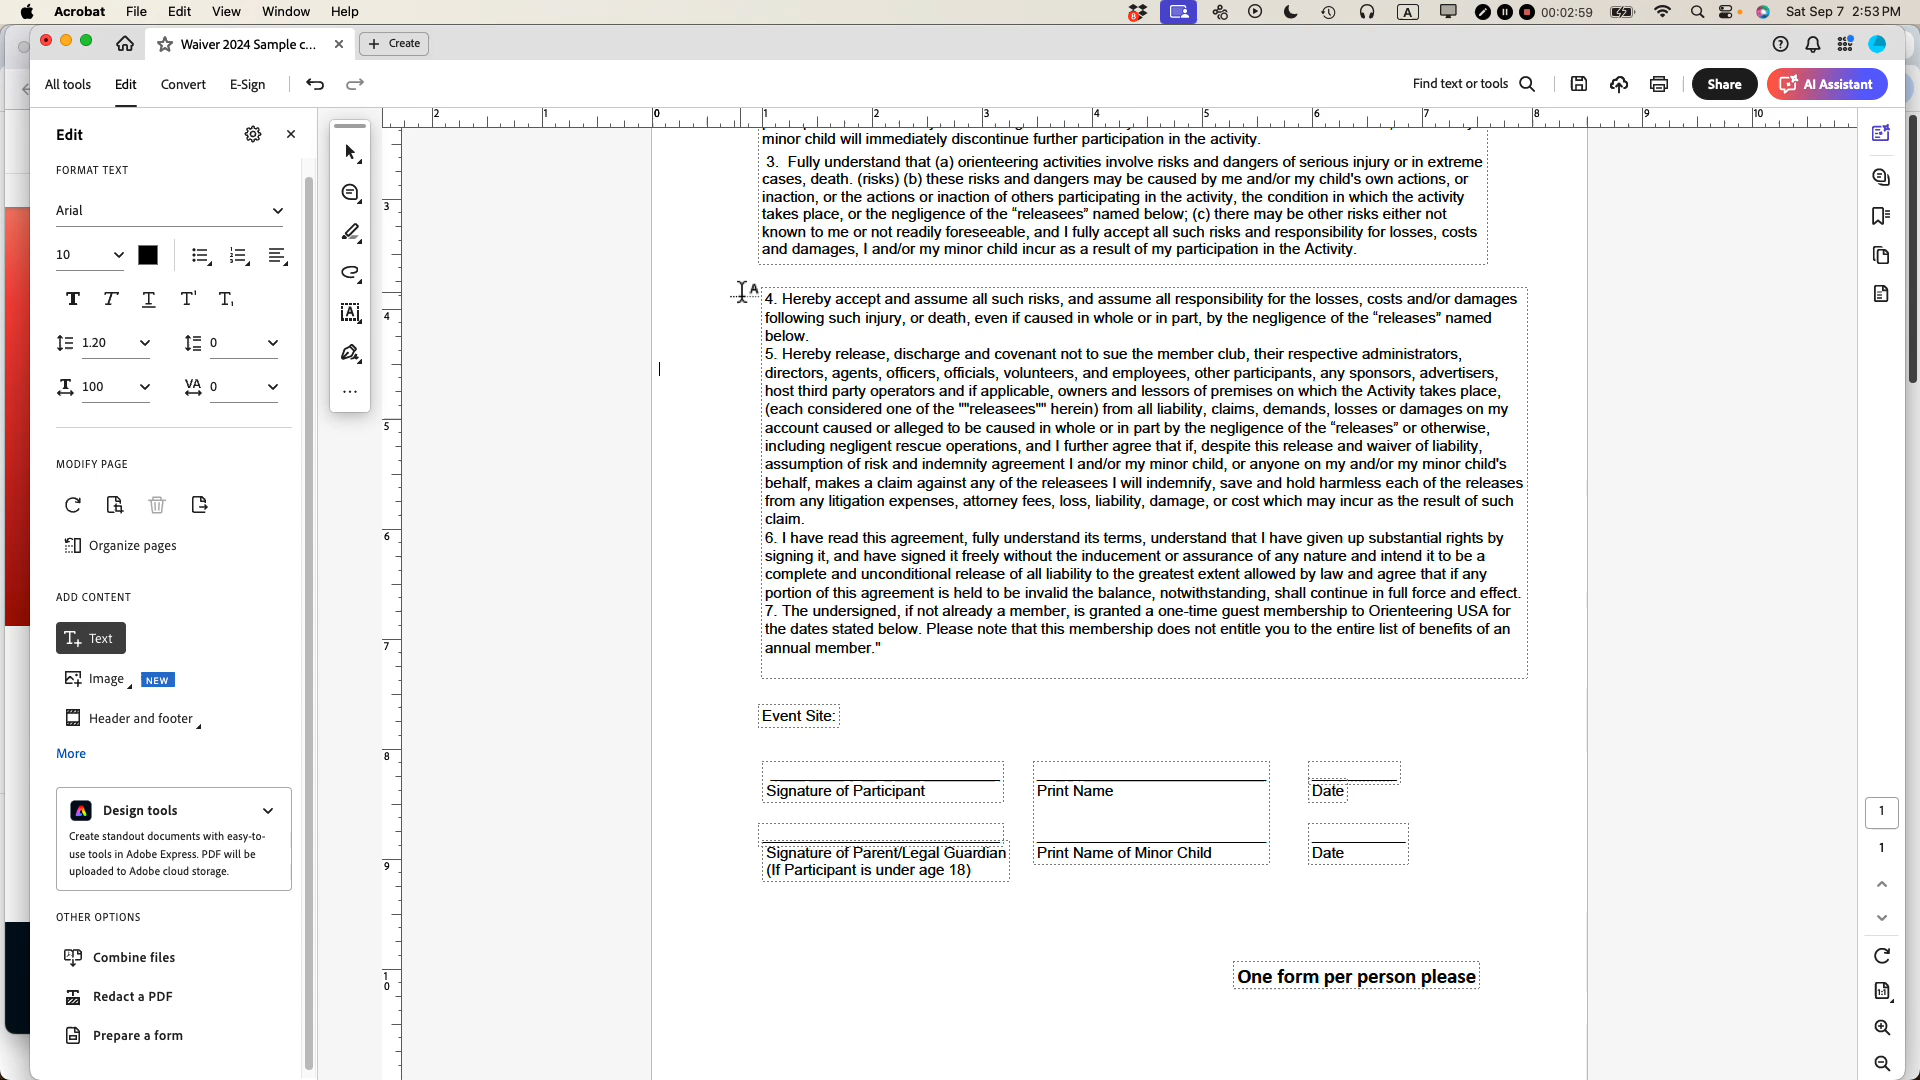 Acrobat File Edit View Window Help
8 A 00:02:59 Sat Sep 7 2:53 PM
Waiver 2024 Sample c... Create
All tools Edit Convert E-Sign Find text or tools Share AI Assistant
Edit
FORMAT TEXT
Arial
10
T T T T T
1.20 0
100 VA 0
MODIFY PAGE
Organize pages
ADD CONTENT
Text
Image NEW
Header and footer
More
Design tools
Create standout documents with easy-to-
use tools in Adobe Express. PDF will be
uploaded to Adobe cloud storage.
OTHER OPTIONS
Combine files
Redact a PDF
Prepare a form
2 1 0 1 2 3 4 5 6 7 8 9 10
3
4
5
6
7
8
9
10
minor child will immediately discontinue further participation in the activity.
3. Fully understand that (a) orienteering activities involve risks and dangers of serious injury or in extreme
cases, death. (risks) (b) these risks and dangers may be caused by me and/or my child's own actions, or
inaction, or the actions or inaction of others participating in the activity, the condition in which the activity
takes place, or the negligence of the “releasees” named below; (c) there may be other risks either not
known to me or not readily foreseeable, and I fully accept all such risks and responsibility for losses, costs
and damages, I and/or my minor child incur as a result of my participation in the Activity.
A
4. Hereby accept and assume all such risks, and assume all responsibility for the losses, costs and/or damages
following such injury, or death, even if caused in whole or in part, by the negligence of the “releases” named
below.
5. Hereby release, discharge and covenant not to sue the member club, their respective administrators,
directors, agents, officers, officials, volunteers, and employees, other participants, any sponsors, advertisers,
host third party operators and if applicable, owners and lessors of premises on which the Activity takes place,
(each considered one of the ""releasees"" herein) from all liability, claims, demands, losses or damages on my
account caused or alleged to be caused in whole or in part by the negligence of the “releases” or otherwise,
including negligent rescue operations, and I further agree that if, despite this release and waiver of liability,
assumption of risk and indemnity agreement I and/or my minor child, or anyone on my and/or my minor child's
behalf, makes a claim against any of the releasees I will indemnify, save and hold harmless each of the releases
from any litigation expenses, attorney fees, loss, liability, damage, or cost which may incur as the result of such
claim.
6. I have read this agreement, fully understand its terms, understand that I have given up substantial rights by
signing it, and have signed it freely without the inducement or assurance of any nature and intend it to be a
complete and unconditional release of all liability to the greatest extent allowed by law and agree that if any
portion of this agreement is held to be invalid the balance, notwithstanding, shall continue in full force and effect.
7. The undersigned, if not already a member, is granted a one-time guest membership to Orienteering USA for
the dates stated below. Please note that this membership does not entitle you to the entire list of benefits of an
annual member."
Event Site:
Signature of Participant Print Name Date
Signature of Parent/Legal Guardian Print Name of Minor Child Date
(If Participant is under age 18)
One form per person please
1
1
1:1